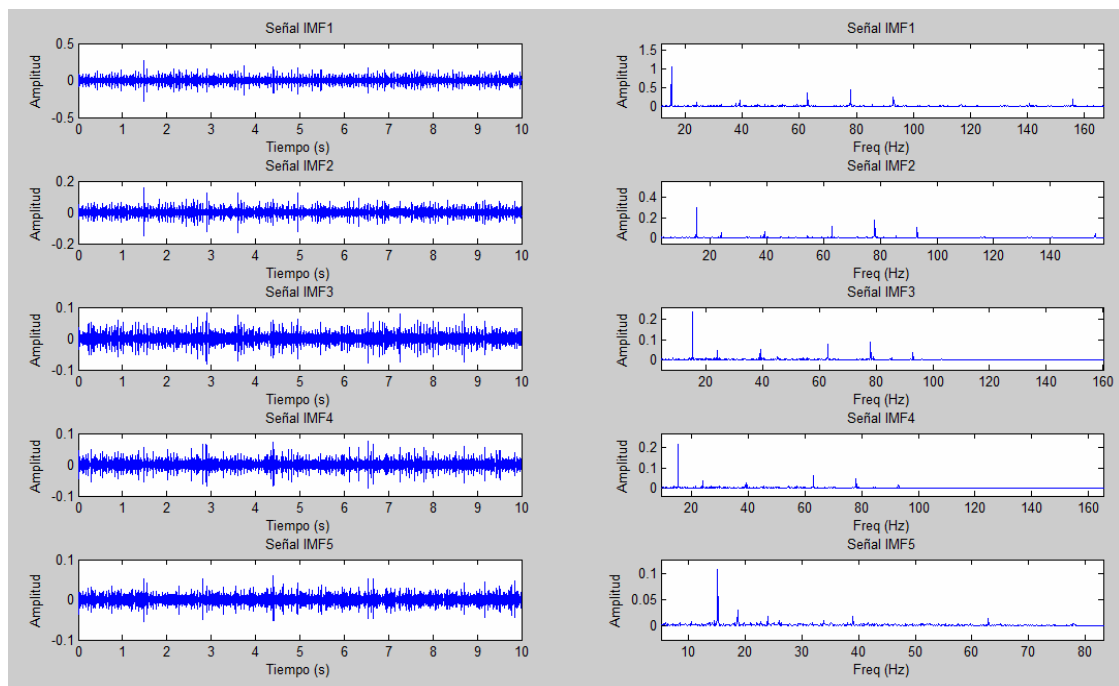 Señal IMF1
Amplitud
0.5
0
-0.5
0 1 2 3 4 5 6 7 8 9 10
Tiempo (s)
Señal IMF1
Amplitud
1.5
1
0.5
0
20 40 60 80 100 120 140 160
Freq (Hz)
Señal IMF2
Amplitud
0.2
0
-0.2
0 1 2 3 4 5 6 7 8 9 10
Tiempo (s)
Señal IMF2
Amplitud
0.4
0.2
0
20 40 60 80 100 120 140
Freq (Hz)
Señal IMF3
Amplitud
0.1
0
-0.1
0 1 2 3 4 5 6 7 8 9 10
Tiempo (s)
Señal IMF3
Amplitud
0.2
0.1
0
20 40 60 80 100 120 140 160
Freq (Hz)
Señal IMF4
Amplitud
0.1
0
-0.1
0 1 2 3 4 5 6 7 8 9 10
Tiempo (s)
Señal IMF4
Amplitud
0.2
0.1
0
20 40 60 80 100 120 140 160
Freq (Hz)
Señal IMF5
Amplitud
0.1
0
-0.1
0 1 2 3 4 5 6 7 8 9 10
Tiempo (s)
Señal IMF5
Amplitud
0.1
0.05
0
10 20 30 40 50 60 70 80
Freq (Hz)